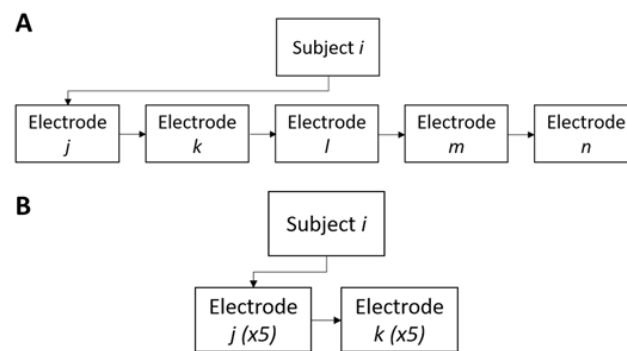 A
Subject i
Electrode
j
Electrode
k
Electrode
l
Electrode
m
Electrode
n
B
Subject i
Electrode
j (x5)
Electrode
k (x5)